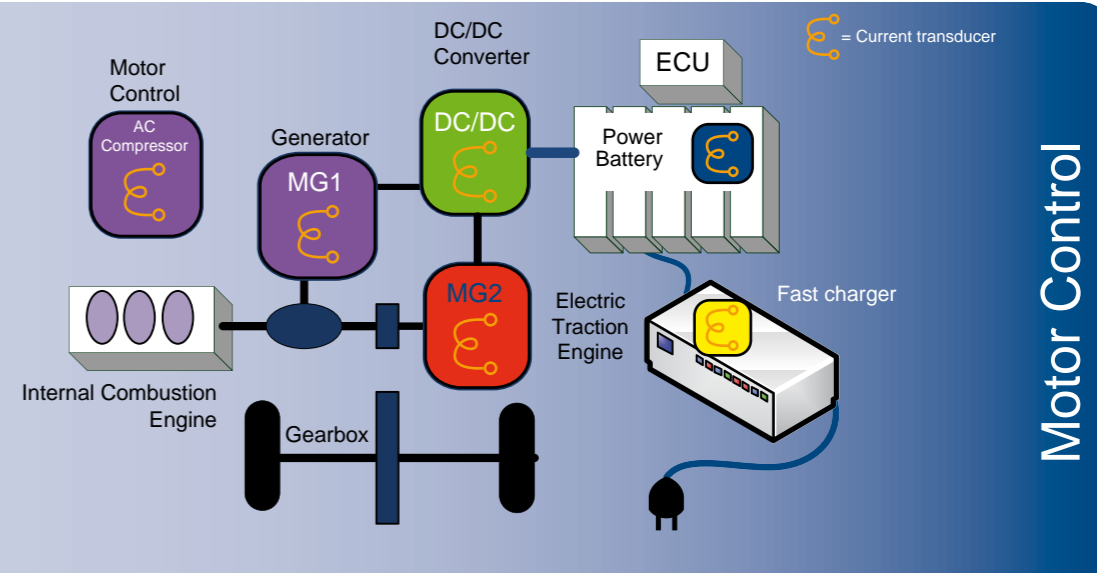 DC/DC
Converter
= Current transducer
ECU
Motor
Control
AC
Compressor
Generator
DC/DC
Power
Battery
MG1
MG2
Electric
Traction
Engine
Fast charger
Internal Combustion
Engine
Gearbox
Motor Control